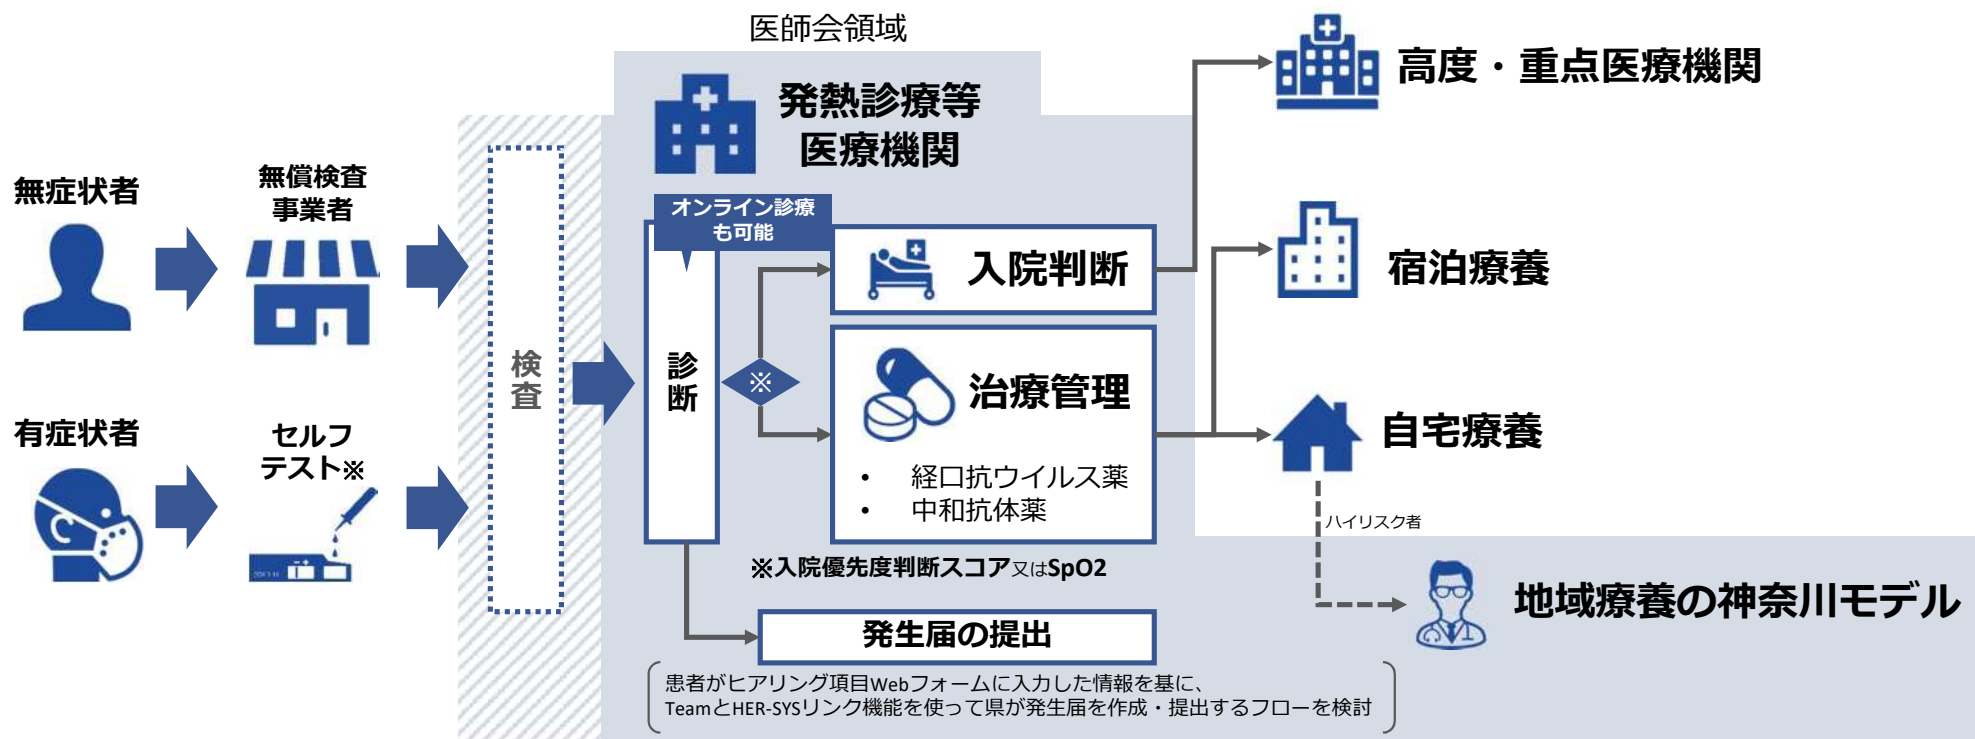 医師会領域
発熱診療等
医療機関
高度・重点医療機関
無症状者
無償検査
事業者
オンライン診療
も可能
入院判断
宿泊療養
検
査
診
断
※
治療管理
• 経口抗ウイルス薬
• 中和抗体薬
自宅療養
有症状者
セルフ
テスト※
ハイリスク者
※入院優先度判断スコア又はSpO2
地域療養の神奈川モデル
発生届の提出
患者がヒアリング項目Webフォームに入力した情報を基に、
TeamとHER-SYSリンク機能を使って県が発生届を作成・提出するフローを検討